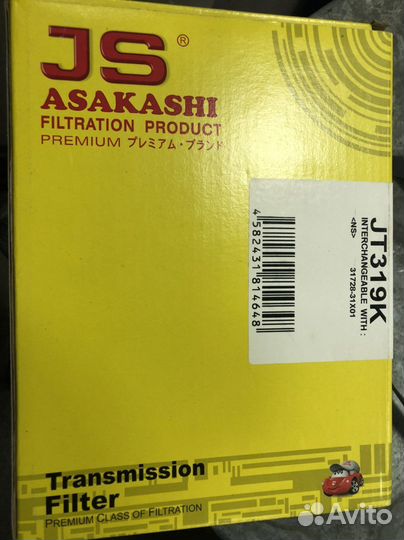 JS®
ASAKASHI
FILTRATION PRODUCT
PREMIUM プレミアム・ブランド
JT319K
INTERCHANGEABLE WITH :
<NS> 31728-31X01
4 582431 814648
Transmission
Filter
PREMIUM CLASS OF FILTRATION
Avito